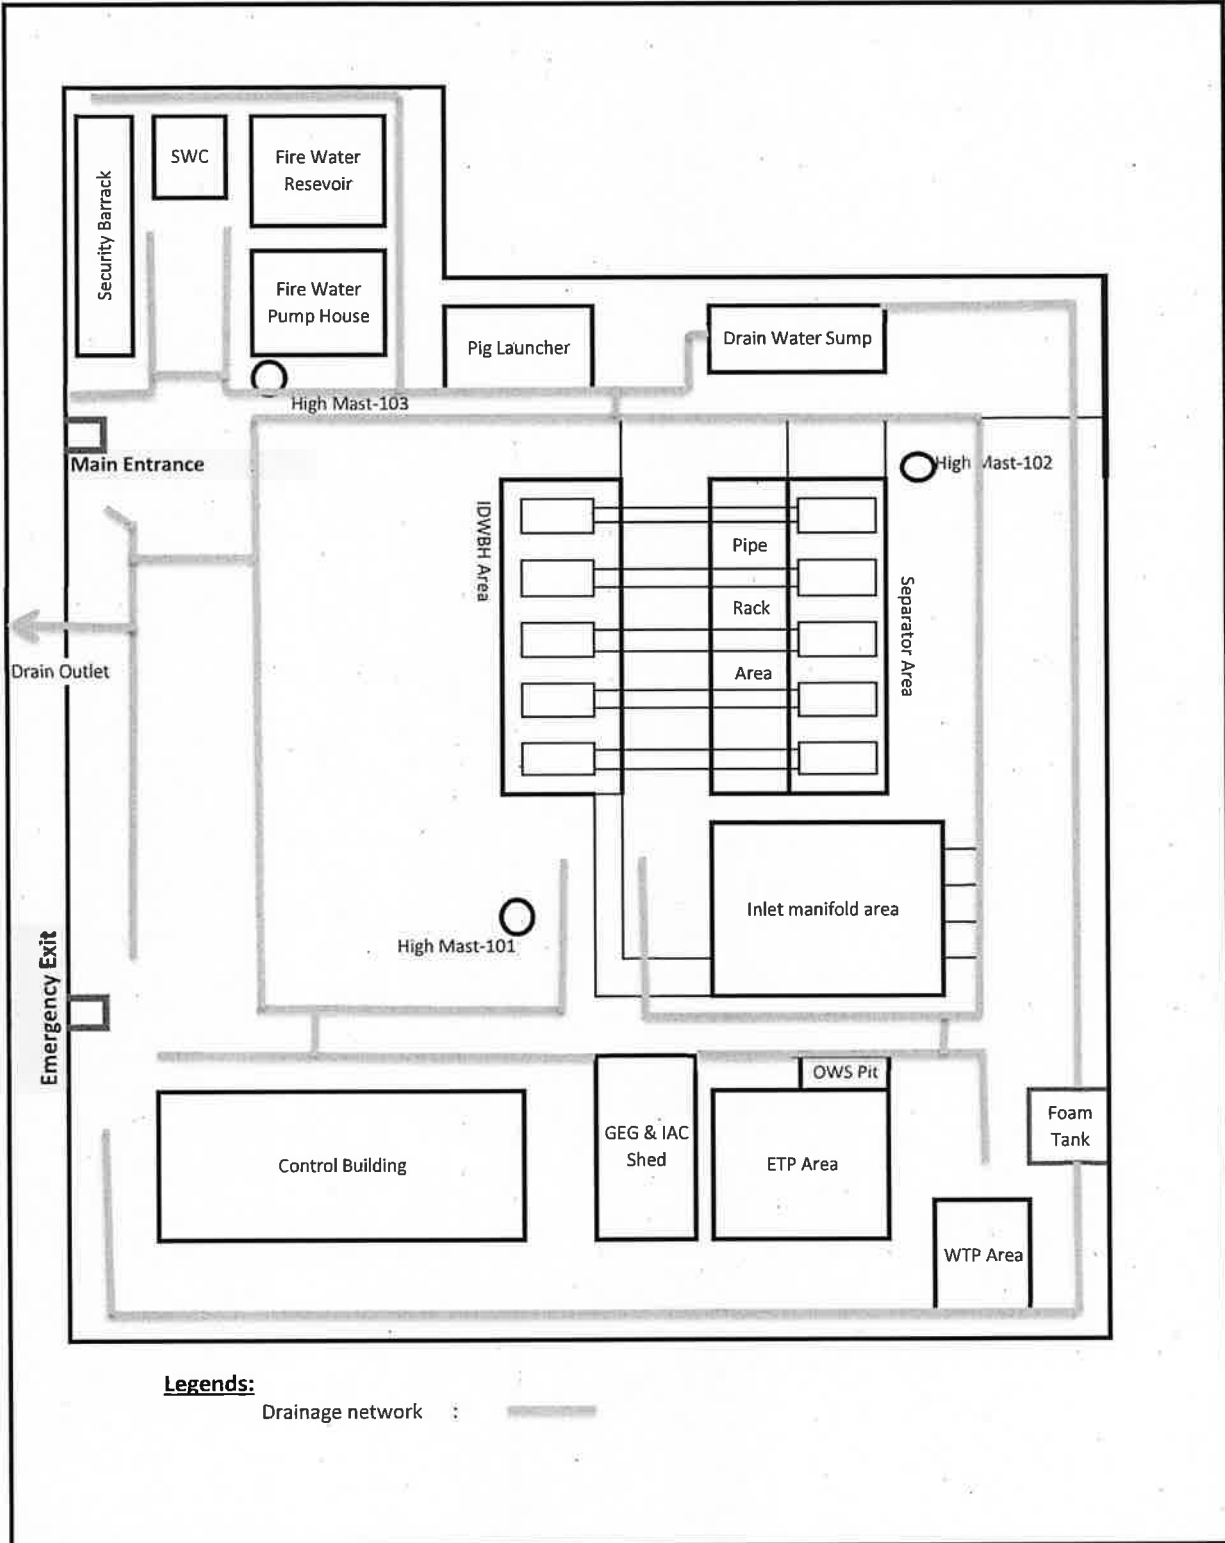 Security Barrack
SWC
Fire Water
Resevoir
Fire Water
Pump House
Pig Launcher
Drain Water Sump
High Mast-103
Main Entrance
High Mast-102
IDWBH Area
Pipe
Rack
Area
Separator Area
Drain Outlet
Inlet manifold area
High Mast-101
Emergency Exit
OWS Pit
Control Building
GEG & IAC
Shed
ETP Area
Foam
Tank
WTP Area
Legends:
Drainage network :